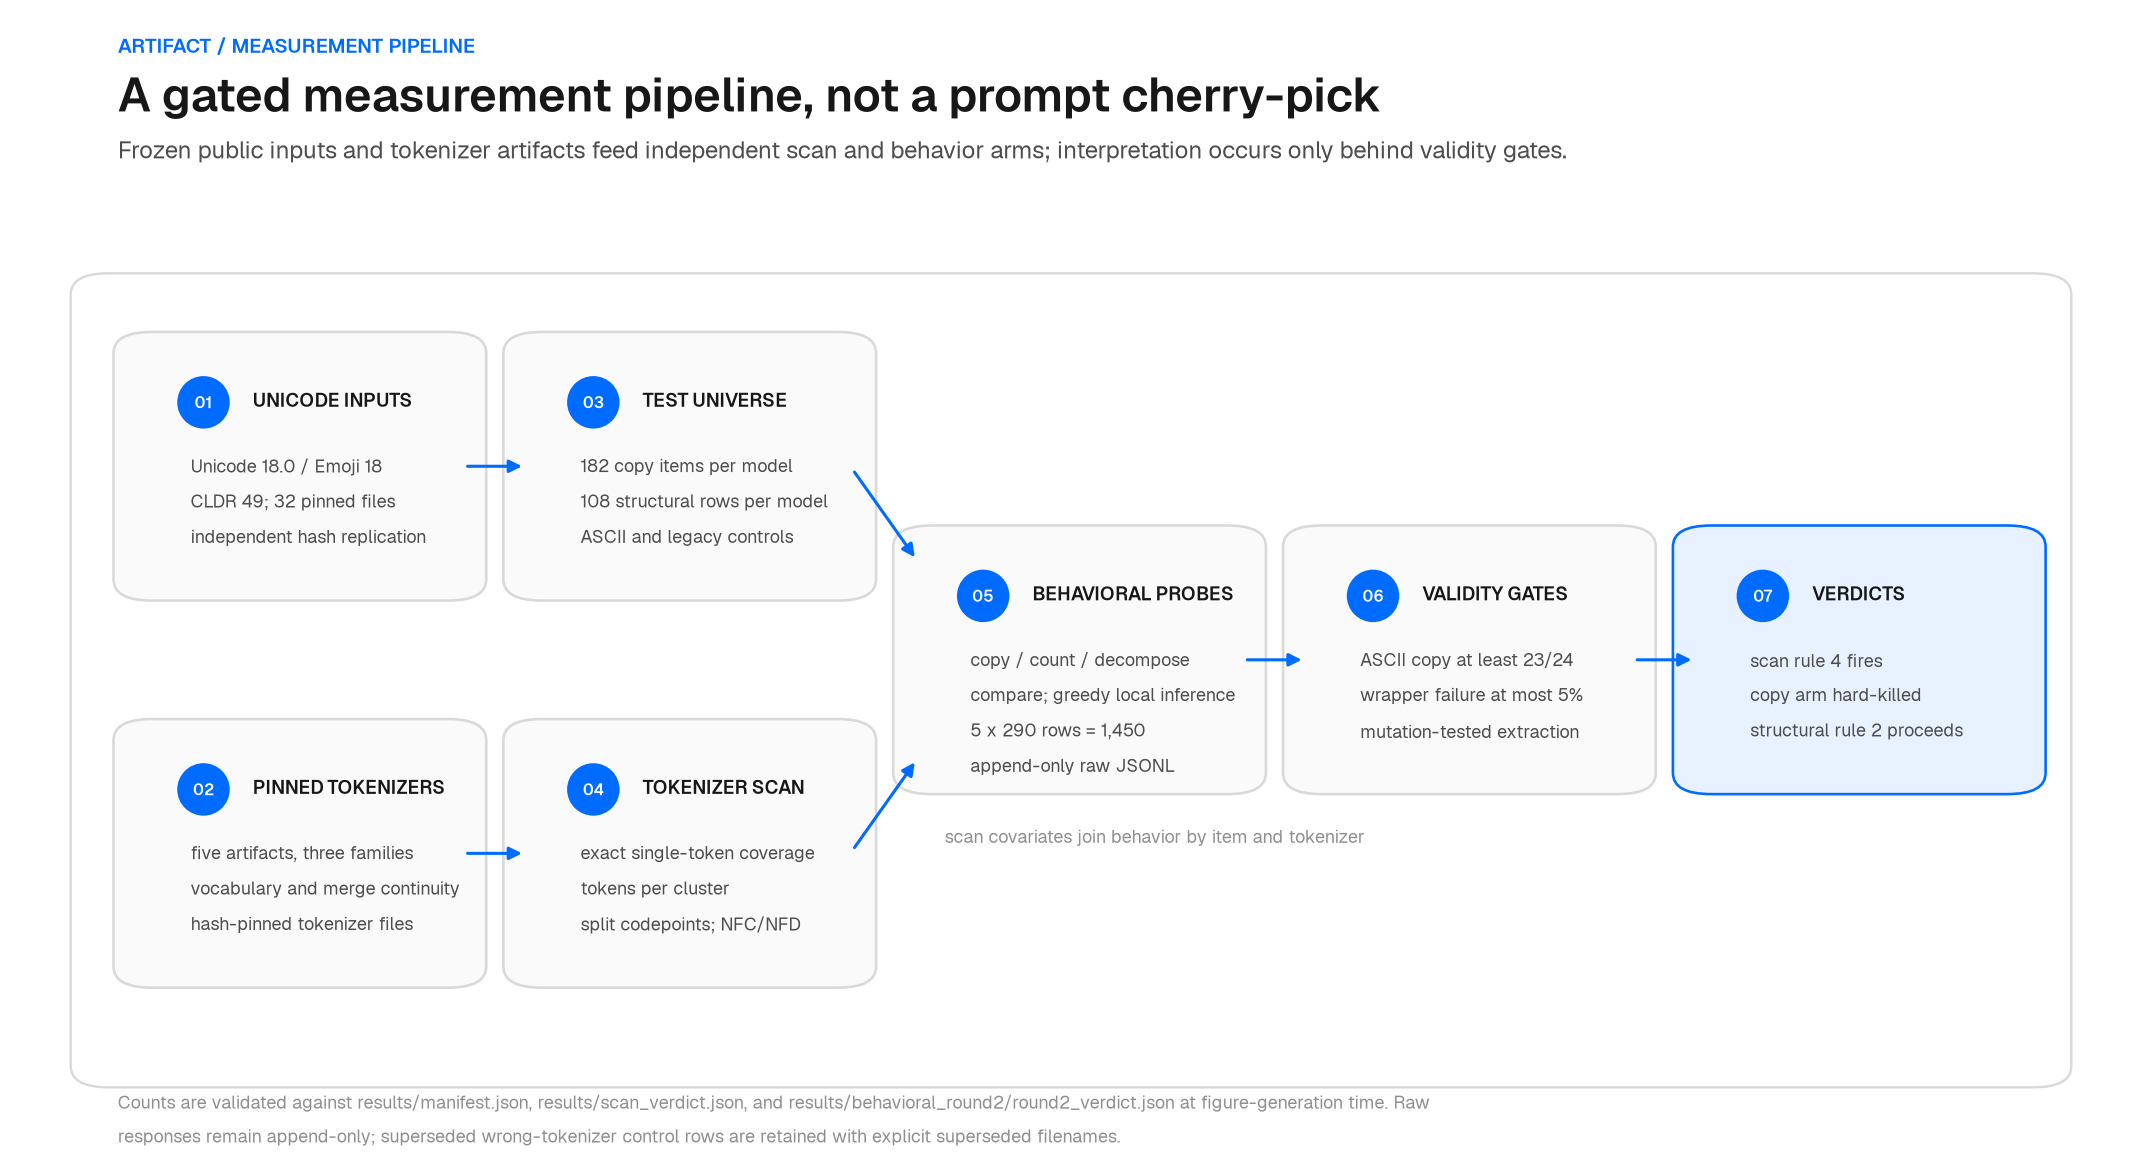 ARTIFACT / MEASUREMENT PIPELINE
A gated measurement pipeline, not a prompt cherry-pick
Frozen public inputs and tokenizer artifacts feed independent scan and behavior arms; interpretation occurs only behind validity gates.
01 UNICODE INPUTS
Unicode 18.0 / Emoji 18
CLDR 49; 32 pinned files
independent hash replication
03 TEST UNIVERSE
182 copy items per model
108 structural rows per model
ASCII and legacy controls
02 PINNED TOKENIZERS
five artifacts, three families
vocabulary and merge continuity
hash-pinned tokenizer files
04 TOKENIZER SCAN
exact single-token coverage
tokens per cluster
split codepoints; NFC/NFD
05 BEHAVIORAL PROBES
copy / count / decompose
compare; greedy local inference
5 x 290 rows = 1,450
append-only raw JSONL
06 VALIDITY GATES
ASCII copy at least 23/24
wrapper failure at most 5%
mutation-tested extraction
07 VERDICTS
scan rule 4 fires
copy arm hard-killed
structural rule 2 proceeds
scan covariates join behavior by item and tokenizer
Counts are validated against results/manifest.json, results/scan_verdict.json, and results/behavioral_round2/round2_verdict.json at figure-generation time. Raw
responses remain append-only; superseded wrong-tokenizer control rows are retained with explicit superseded filenames.